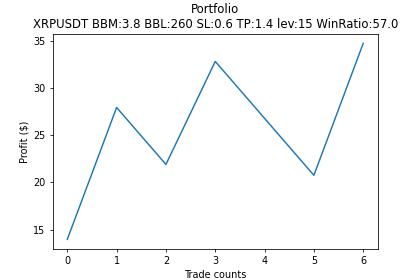 Portfolio
XRPUSDT BBM:3.8 BBL:260 SL:0.6 TP:1.4 lev:15 WinRatio:57.0
35
30
25
20
15
Profit ($)
0 1 2 3 4 5 6
Trade counts